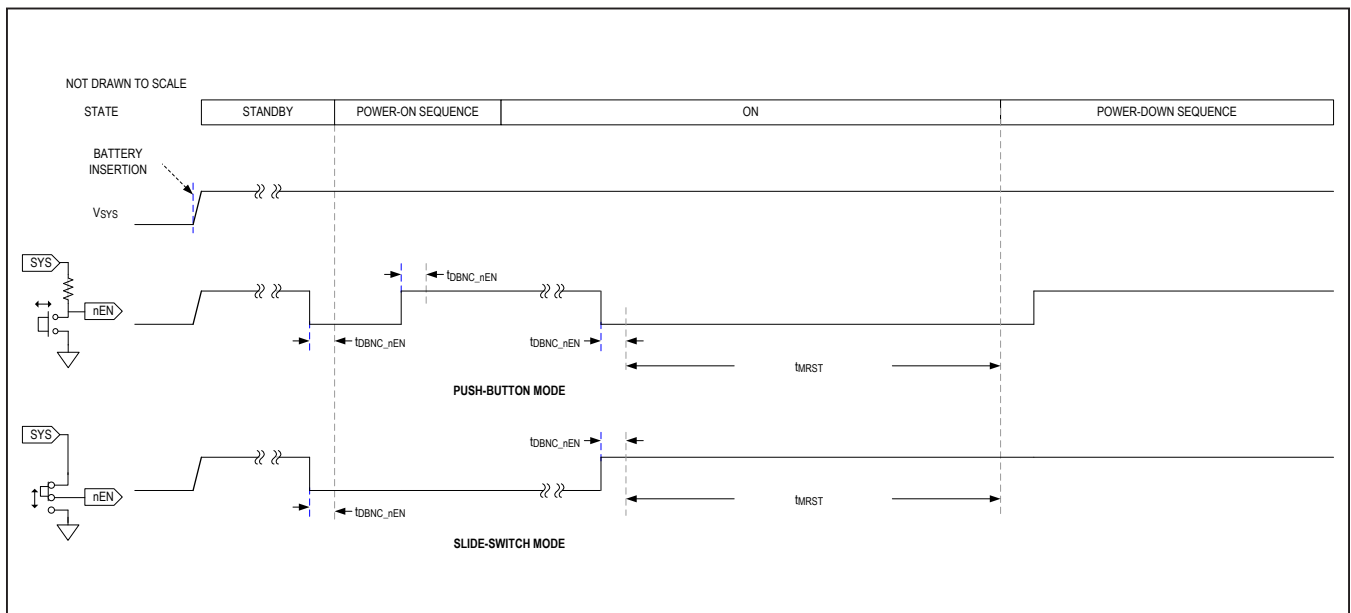 NOT DRAWN TO SCALE
STATE
STANDBY
POWER-ON SEQUENCE
ON
POWER-DOWN SEQUENCE
BATTERY
INSERTION
VSYS
SYS
nEN
tDBNC_nEN
tDBNC_nEN
tDBNC_nEN
tMRST
PUSH-BUTTON MODE
SYS
nEN
tDBNC_nEN
tDBNC_nEN
tMRST
SLIDE-SWITCH MODE